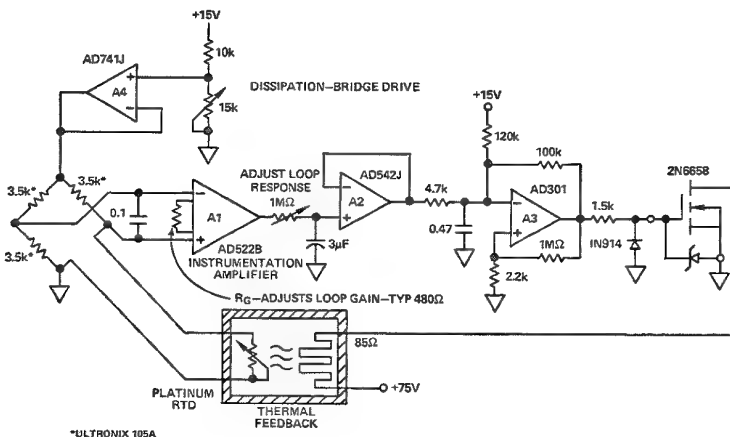 +15V
10k
AD741J
A4
+
−
15k
DISSIPATION–BRIDGE DRIVE
3.5k*
3.5k*
3.5k*
0.1
−
+
A1
AD522B
INSTRUMENTATION
AMPLIFIER
ADJUST LOOP
RESPONSE
1MΩ
3µF
−
+
A2
AD542J
4.7k
0.47
+15V
120k
100k
AD301
−
+
A3
1MΩ
2.2k
1.5k
IN914
2N6658
RG–ADJUSTS LOOP GAIN–TYP 480Ω
85Ω
+75V
PLATINUM
RTD
THERMAL
FEEDBACK
*ULTRONIX 105A